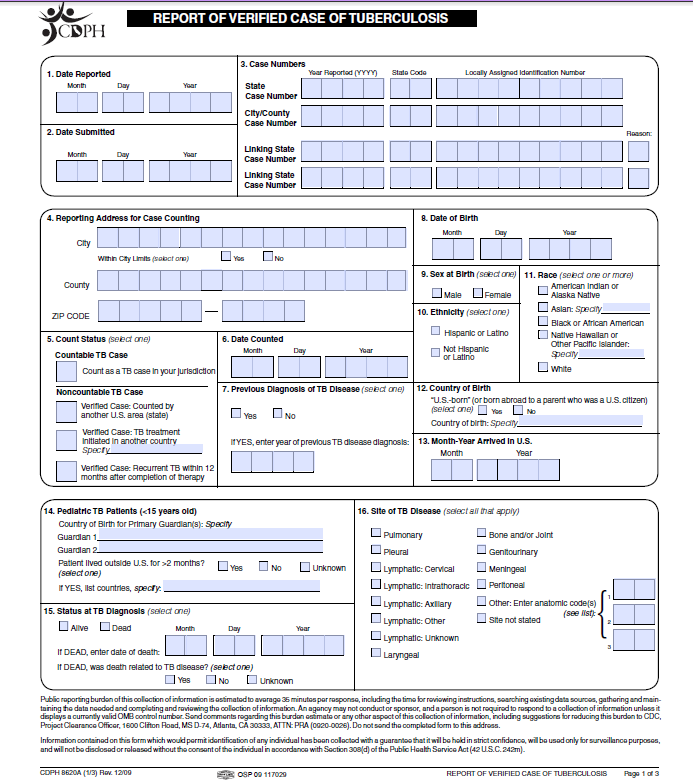 CDPH
REPORT OF VERIFIED CASE OF TUBERCULOSIS
1. Date Reported
Month Day Year
2. Date Submitted
Month Day Year
3. Case Numbers
Year Reported (YYYY) State Code Locally Assigned Identification Number
State
Case Number
City/County
Case Number
Reason:
Linking State
Case Number
Linking State
Case Number
4. Reporting Address for Case Counting
City
Within City Limits (select one) Yes No
County
ZIP CODE
5. Count Status (select one)
Countable TB Case
Count as a TB case in your jurisdiction
Noncountable TB Case
Verified Case: Counted by
another U.S. area (state)
Verified Case: TB treatment
initiated in another country
Specify
Verified Case: Recurrent TB within 12
months after completion of therapy
6. Date Counted
Month Day Year
7. Previous Diagnosis of TB Disease (select one)
Yes No
If YES, enter year of previous TB disease diagnosis:
8. Date of Birth
Month Day Year
9. Sex at Birth (select one)
Male Female
10. Ethnicity (select one)
Hispanic or Latino
Not Hispanic
or Latino
11. Race (select one or more)
American Indian or
Alaska Native
Asian: Specify
Black or African American
Native Hawaiian or
Other Pacific Islander:
Specify
White
12. Country of Birth
"U.S.-born" (or born abroad to a parent who was a U.S. citizen)
(select one) Yes No
Country of birth: Specify
13. Month-Year Arrived in U.S.
Month Year
14. Pediatric TB Patients (<15 years old)
Country of Birth for Primary Guardian(s): Specify
Guardian 1
Guardian 2
Patient lived outside U.S. for >2 months?
(select one) Yes No Unknown
If YES, list countries, specify:
15. Status at TB Diagnosis (select one)
Alive Dead
Month Day Year
If DEAD, enter date of death:
If DEAD, was death related to TB disease? (select one)
Yes No Unknown
16. Site of TB Disease (select all that apply)
Pulmonary
Pleural
Lymphatic: Cervical
Lymphatic: Intrathoracic
Lymphatic: Axillary
Lymphatic: Other
Lymphatic: Unknown
Laryngeal
Bone and/or Joint
Genitourinary
Meningeal
Peritoneal
Other: Enter anatomic code(s)
(see list):
Site not stated
1
2
3
Public reporting burden of this collection of information is estimated to average 35 minutes per response, including the time for reviewing instructions, searching existing data sources, gathering and main-
taining the data needed and completing and reviewing the collection of information. An agency may not conduct or sponsor, and a person is not required to respond to a collection of information unless it
displays a currently valid OMB control number. Send comments regarding this burden estimate or any other aspect of this collection of information, including suggestions for reducing this burden to CDC,
Project Clearance Officer, 1600 Clifton Road, MS D-74, Atlanta, GA 30333, ATTN: PRA (0920-0026). Do not send the completed form to this address.
Information contained on this form which would permit identification of any individual has been collected with a guarantee that it will be held in strict confidence, will be used only for surveillance purposes,
and will not be disclosed or released without the consent of the individual in accordance with Section 308(d) of the Public Health Service Act (42 U.S.C. 242m).
CDPH 8620A (1/3) Rev. 12/09 OSP 09 117029 REPORT OF VERIFIED CASE OF TUBERCULOSIS Page 1 of 3